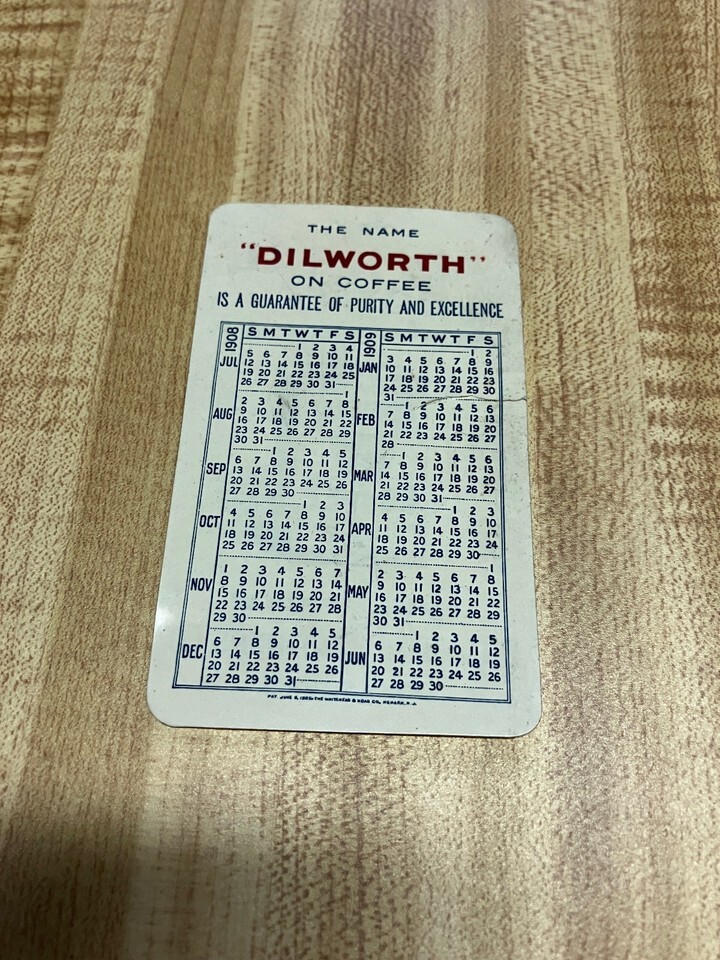 THE NAME
"DILWORTH"
ON COFFEE
IS A GUARANTEE OF PURITY AND EXCELLENCE
1908 S M T W T F S
JUL
1 2 3 4
5 6 7 8 9 10 11
12 13 14 15 16 17 18
19 20 21 22 23 24 25
26 27 28 29 30 31
AUG
1
2 3 4 5 6 7 8
9 10 11 12 13 14 15
16 17 18 19 20 21 22
23 24 25 26 27 28 29
30 31
SEP
1 2 3 4 5
6 7 8 9 10 11 12
13 14 15 16 17 18 19
20 21 22 23 24 25 26
27 28 29 30
OCT
1 2 3
4 5 6 7 8 9 10
11 12 13 14 15 16 17
18 19 20 21 22 23 24
25 26 27 28 29 30 31
NOV
1 2 3 4 5 6 7
8 9 10 11 12 13 14
15 16 17 18 19 20 21
22 23 24 25 26 27 28
29 30
DEC
1 2 3 4 5
6 7 8 9 10 11 12
13 14 15 16 17 18 19
20 21 22 23 24 25 26
27 28 29 30 31
1909 S M T W T F S
JAN
1 2
3 4 5 6 7 8 9
10 11 12 13 14 15 16
17 18 19 20 21 22 23
24 25 26 27 28 29 30
31
FEB
1 2 3 4 5 6
7 8 9 10 11 12 13
14 15 16 17 18 19 20
21 22 23 24 25 26 27
28
MAR
1 2 3 4 5 6
7 8 9 10 11 12 13
14 15 16 17 18 19 20
21 22 23 24 25 26 27
28 29 30 31
APR
1 2 3
4 5 6 7 8 9 10
11 12 13 14 15 16 17
18 19 20 21 22 23 24
25 26 27 28 29 30
MAY
1
2 3 4 5 6 7 8
9 10 11 12 13 14 15
16 17 18 19 20 21 22
23 24 25 26 27 28 29
30 31
JUN
1 2 3 4 5
6 7 8 9 10 11 12
13 14 15 16 17 18 19
20 21 22 23 24 25 26
27 28 29 30
PAT. JUNE 1905. THE WHITEHEAD & HOAG CO. NEWARK, N.J.